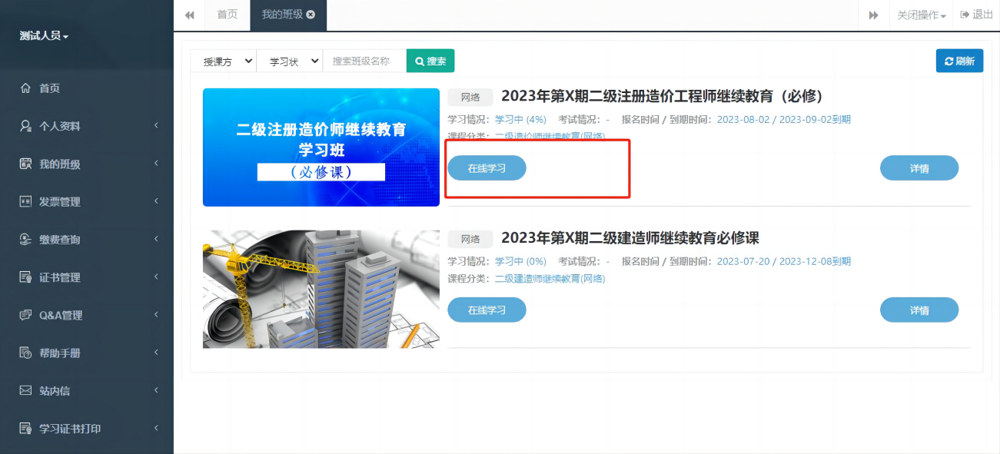 测试人员
首页
个人资料
我的班级
发票管理
缴费查询
证书管理
Q&A管理
帮助手册
站内信
学习证书打印
首页 我的班级 关闭操作 退出
授课方 学习状 搜索班级名称 搜索 刷新
二级注册造价师继续教育
学习班
（必修课）
网络 2023年第X期二级注册造价工程师继续教育（必修）
学习情况：学习中 (4%) 考试情况：- 报名时间 / 到期时间：2023-08-02 / 2023-09-02到期
课程分类：二级造价师继续教育(网络)
在线学习 详情
网络 2023年第X期二级建造师继续教育必修课
学习情况：学习中 (0%) 考试情况：- 报名时间 / 到期时间：2023-07-20 / 2023-12-08到期
课程分类：二级建造师继续教育(网络)
在线学习 详情